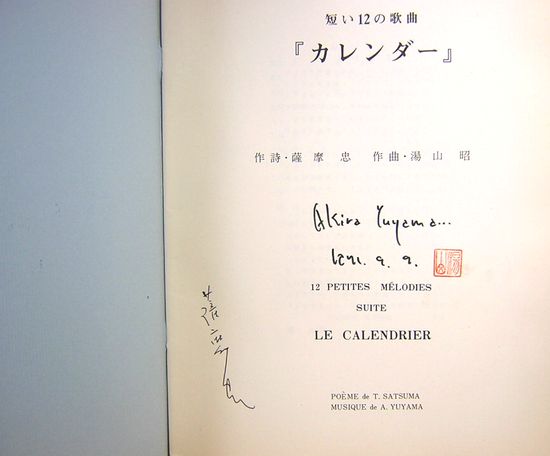 短い12の歌曲
『カレンダー』
作詩・薩摩忠 作曲・湯山昭
Akira Yuyama...
9. 9.
12 PETITES MÉLODIES
SUITE
LE CALENDRIER
POÈME de T. SATSUMA
MUSIQUE de A. YUYAMA